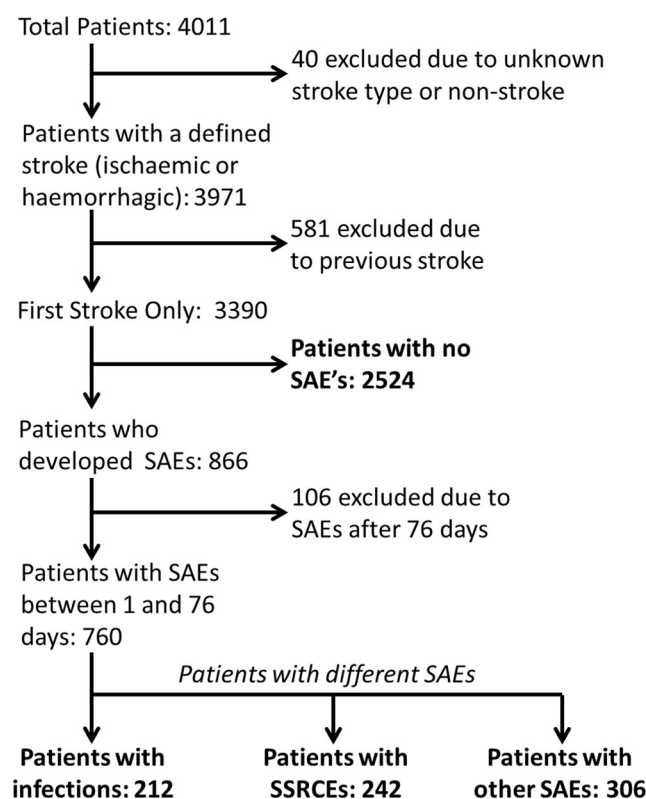 Total Patients: 4011
40 excluded due to unknown
stroke type or non-stroke
Patients with a defined
stroke (ischaemic or
haemorrhagic): 3971
581 excluded due
to previous stroke
First Stroke Only:  3390
Patients with no
SAE’s: 2524
Patients who
developed  SAEs: 866
106 excluded due to
SAEs after 76 days
Patients with SAEs
between 1 and 76
days: 760
Patients with different SAEs
Patients with
infections: 212
Patients with
SSRCEs: 242
Patients with
other SAEs: 306